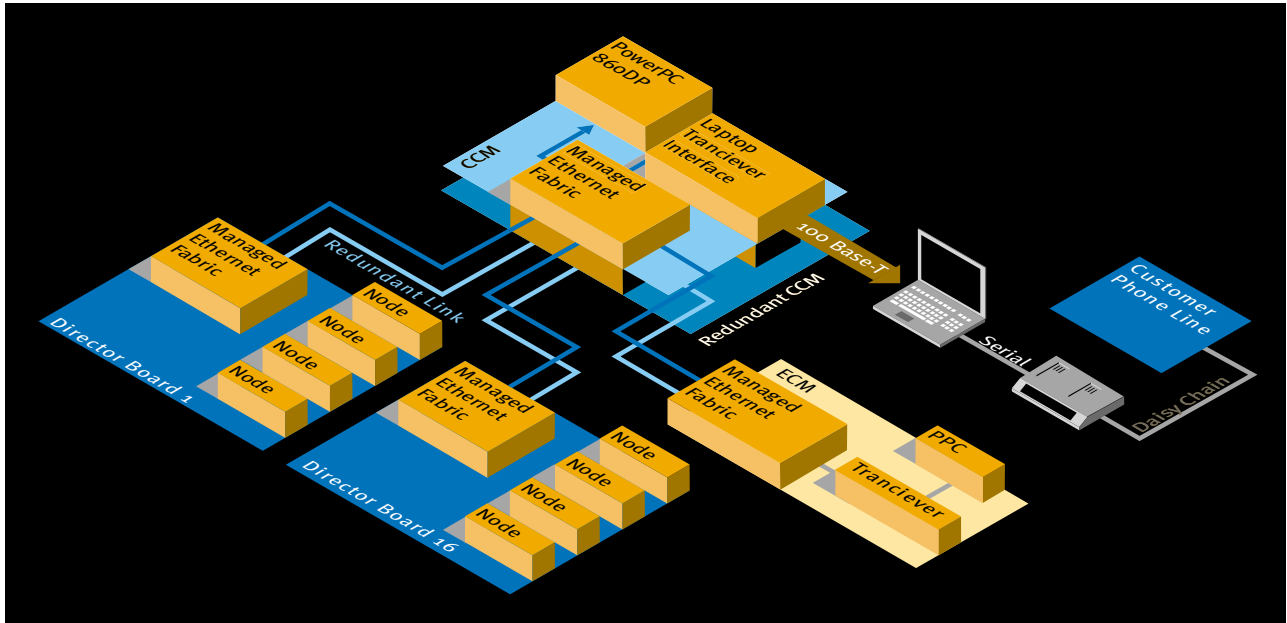 PowerPC
860DP
CCM
Laptop
Tranciever
Interface
Managed
Ethernet
Fabric
100 Base-T
Redundant CCM
Managed
Ethernet
Fabric
Redundant Link
Director Board 1
Node
Node
Node
Node
Managed
Ethernet
Fabric
Director Board 16
Node
Node
Node
Node
Managed
Ethernet
Fabric
ECM
PPC
Tranciever
Serial
Customer
Phone Line
Daisy Chain